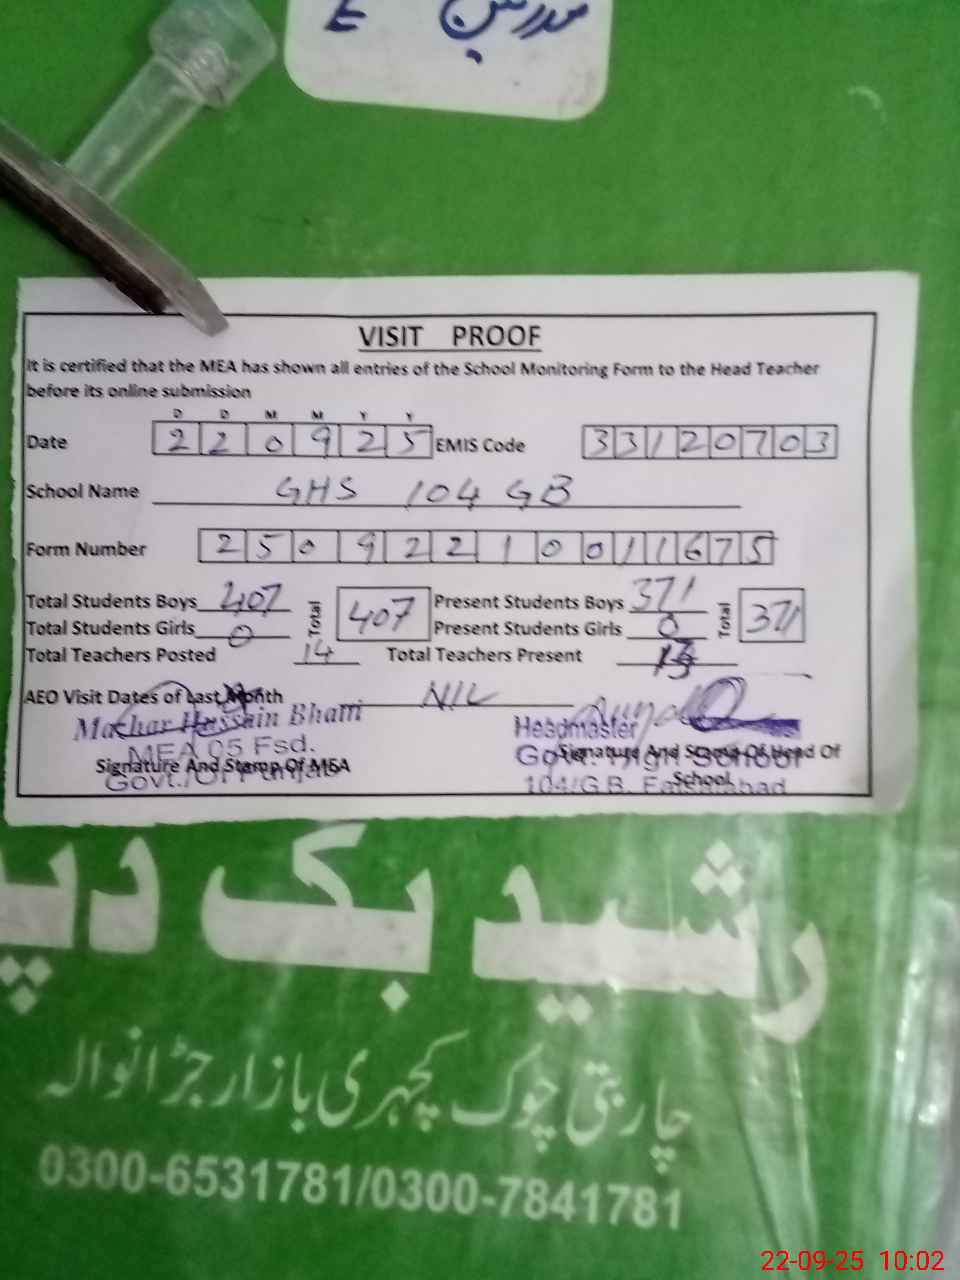 مدرسین E
VISIT PROOF
It is certified that the MEA has shown all entries of the School Monitoring Form to the Head Teacher
before its online submission
D D M M Y Y
Date 2 2 0 9 2 5 EMIS Code 3 3 1 2 0 7 0 3
School Name GHS 104 GB
Form Number 2 5 0 9 2 2 1 0 0 1 1 6 7 5
Total Students Boys 407 Total 407 Present Students Boys 371 Total 371
Total Students Girls 0 Present Students Girls 0
Total Teachers Posted 14 Total Teachers Present
AEO Visit Dates of Last Month NIL
Mazhar Hussain Bhatti Headmaster
MEA 05 Fsd. Govt. High School
Signature And Stamp Of MEA Signature And Stamp Of Head Of
Govt. Of Punjab School
104/G.B. Faisalabad
رشید بک ڈپو
چار بتی چوک کچہری بازار جڑانوالہ
0300-6531781/0300-7841781
22-09-25 10:02